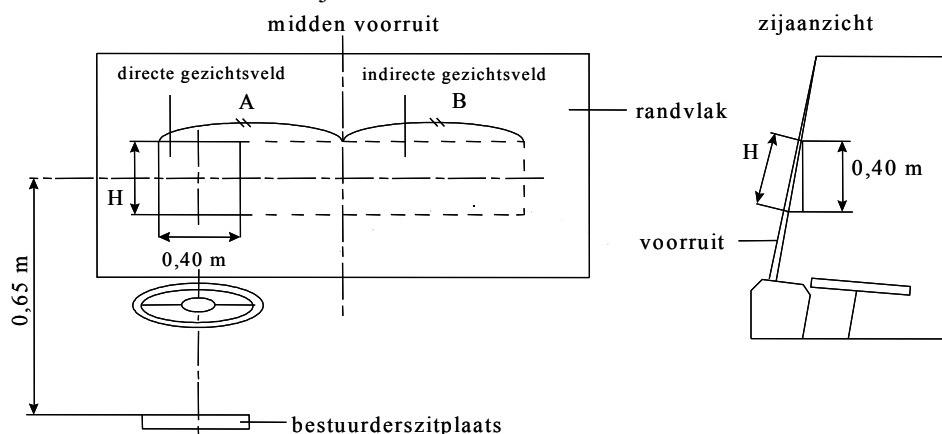 midden voorruit
zijaanzicht
directe gezichtsveld
indirecte gezichtsveld
A
B
randvlak
H
H
0,40 m
0,40 m
voorruit
0,65 m
bestuurderszitplaats